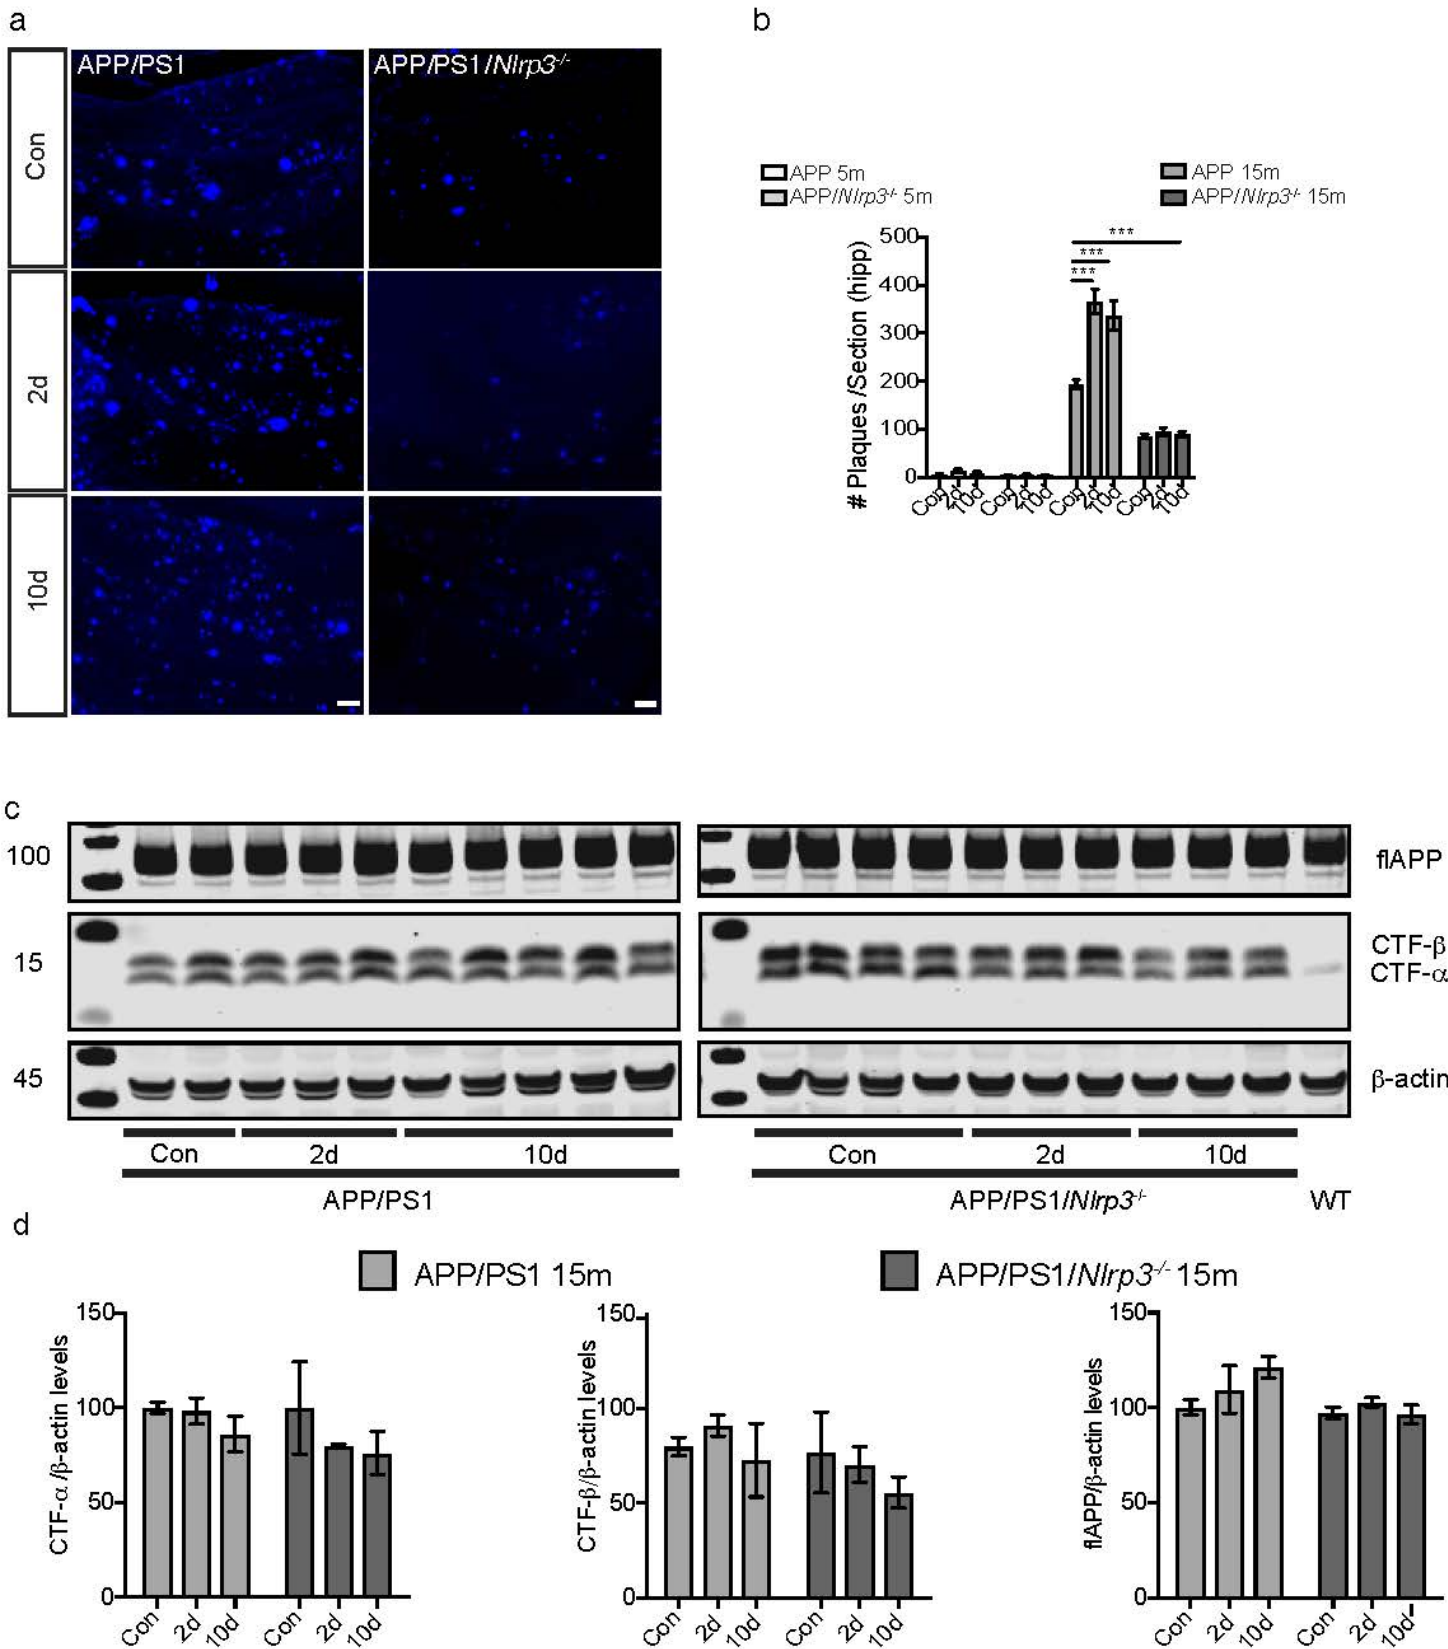 a
APP/PS1
APP/PS1/Nlrp3-/-
Con
2d
10d
b
APP 5m
APP/Nlrp3-/- 5m
APP 15m
APP/Nlrp3-/- 15m
# Plaques /Section (hipp)
500
400
300
200
100
0
***
***
***
Con 2d 10d Con 2d 10d Con 2d 10d Con 2d 10d
c
100
flAPP
15
CTF-β
CTF-α
45
β-actin
Con 2d 10d Con 2d 10d
APP/PS1 APP/PS1/Nlrp3-/- WT
d
APP/PS1 15m
APP/PS1/Nlrp3-/- 15m
CTF-α/β-actin levels
150
100
50
0
Con 2d 10d Con 2d 10d
CTF-β/β-actin levels
150
100
50
0
Con 2d 10d Con 2d 10d
flAPP/β-actin levels
150
100
50
0
Con 2d 10d Con 2d 10d